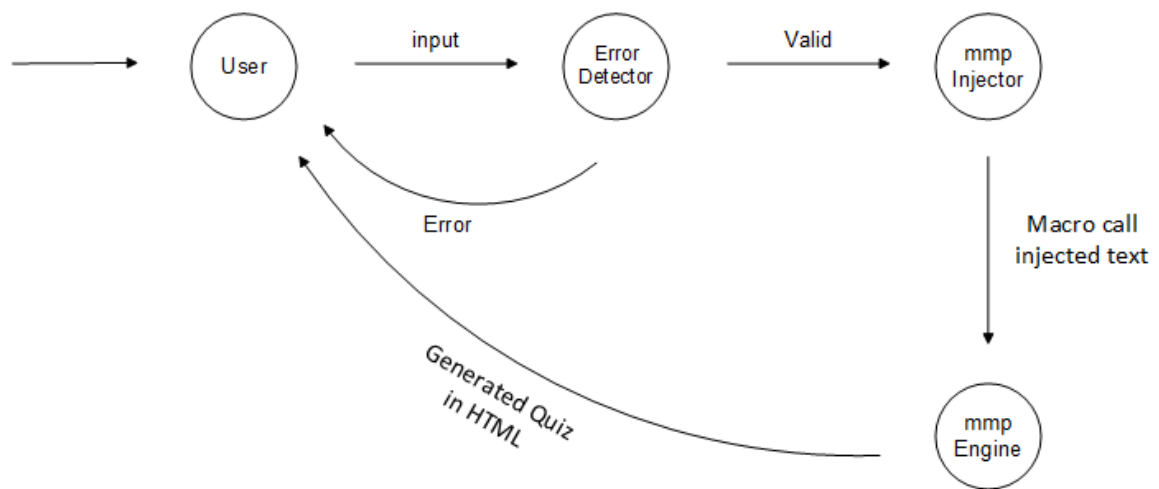 input
Valid
User
Error
Detector
mmp
Injector
Error
Macro call
injected text
Generated Quiz
in HTML
mmp
Engine